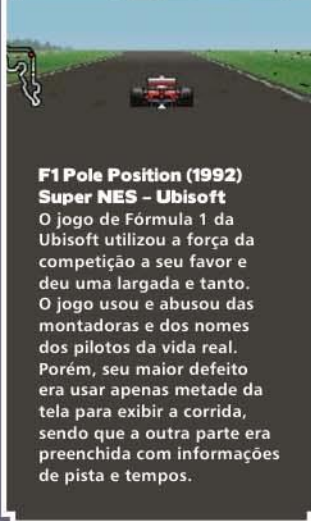 F1 Pole Position (1992)
Super NES – Ubisoft
O jogo de Fórmula 1 da
Ubisoft utilizou a força da
competição a seu favor e
deu uma largada e tanto.
O jogo usou e abusou das
montadoras e dos nomes
dos pilotos da vida real.
Porém, seu maior defeito
era usar apenas metade da
tela para exibir a corrida,
sendo que a outra parte era
preenchida com informações
de pista e tempos.